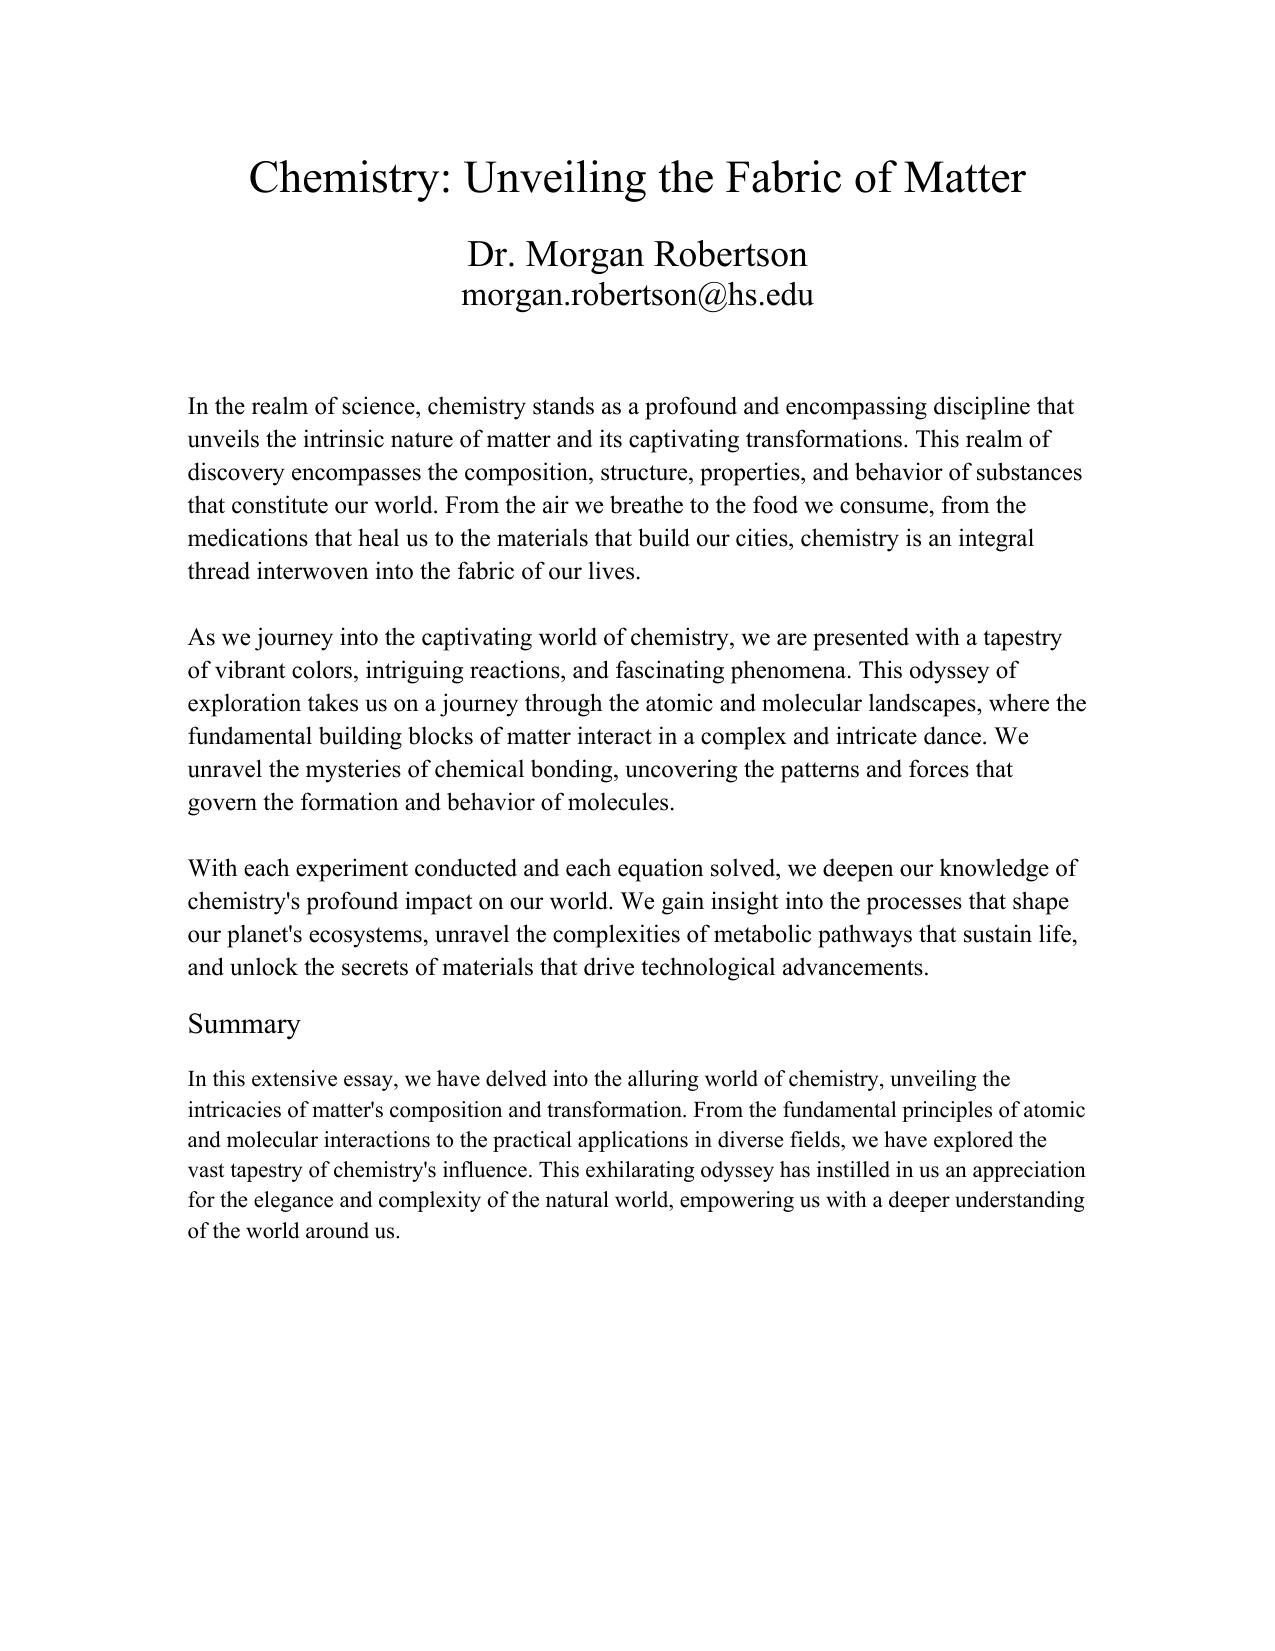 Chemistry: Unveiling the Fabric of Matter
Dr. Morgan Robertson
morgan.robertson@hs.edu
In the realm of science, chemistry stands as a profound and encompassing discipline that
unveils the intrinsic nature of matter and its captivating transformations. This realm of
discovery encompasses the composition, structure, properties, and behavior of substances
that constitute our world. From the air we breathe to the food we consume, from the
medications that heal us to the materials that build our cities, chemistry is an integral
thread interwoven into the fabric of our lives.
As we journey into the captivating world of chemistry, we are presented with a tapestry
of vibrant colors, intriguing reactions, and fascinating phenomena. This odyssey of
exploration takes us on a journey through the atomic and molecular landscapes, where the
fundamental building blocks of matter interact in a complex and intricate dance. We
unravel the mysteries of chemical bonding, uncovering the patterns and forces that
govern the formation and behavior of molecules.
With each experiment conducted and each equation solved, we deepen our knowledge of
chemistry's profound impact on our world. We gain insight into the processes that shape
our planet's ecosystems, unravel the complexities of metabolic pathways that sustain life,
and unlock the secrets of materials that drive technological advancements.
Summary
In this extensive essay, we have delved into the alluring world of chemistry, unveiling the
intricacies of matter's composition and transformation. From the fundamental principles of atomic
and molecular interactions to the practical applications in diverse fields, we have explored the
vast tapestry of chemistry's influence. This exhilarating odyssey has instilled in us an appreciation
for the elegance and complexity of the natural world, empowering us with a deeper understanding
of the world around us.